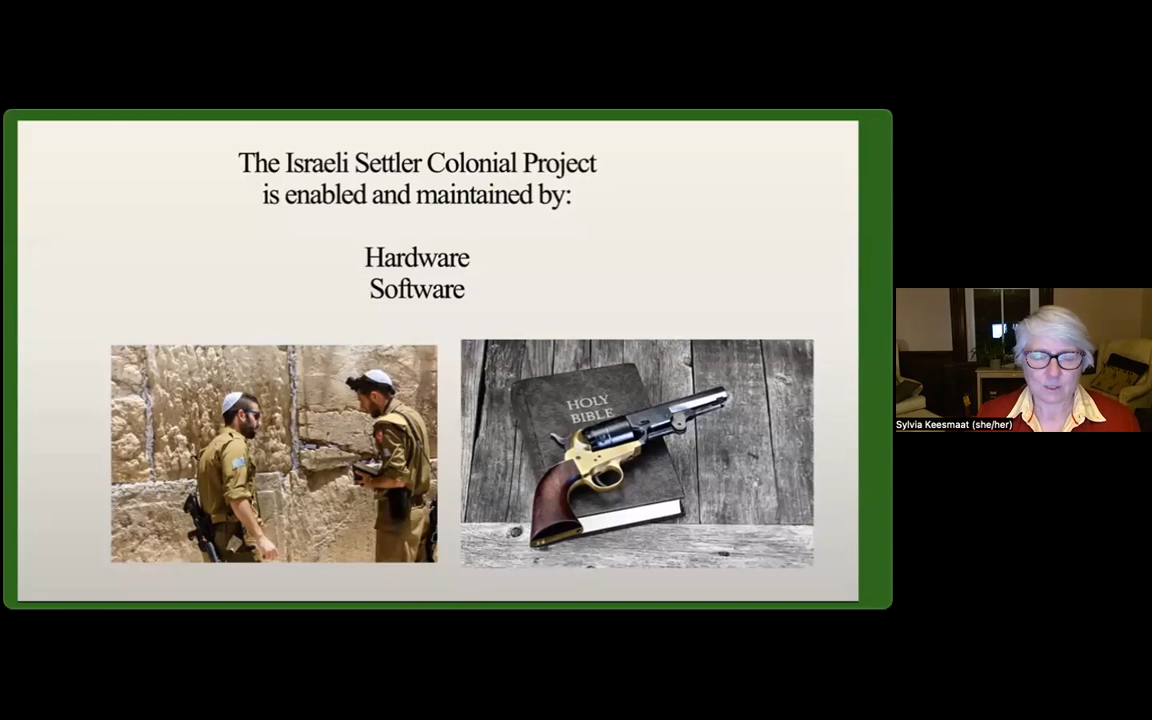 The Israeli Settler Colonial Project
is enabled and maintained by:
Hardware
Software
HOLY
BIBLE
Sylvia Keesmaat (she/her)